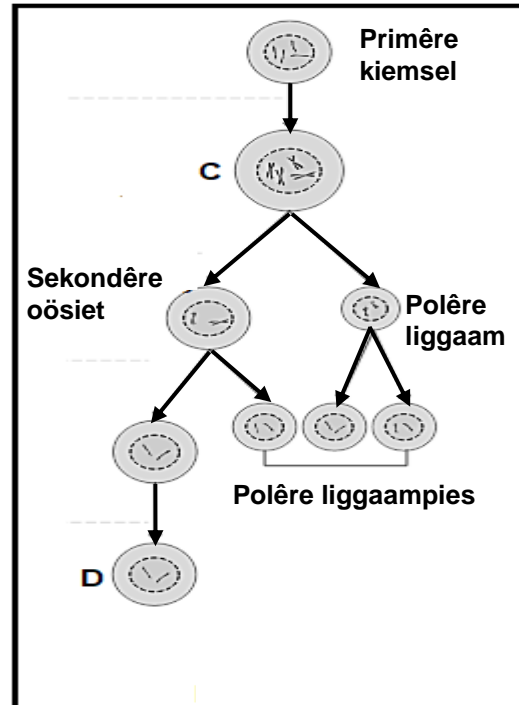 Primêre
kiemsel
C
Sekondêre
oösiet
Polêre
liggaam
Polêre liggaampies
D